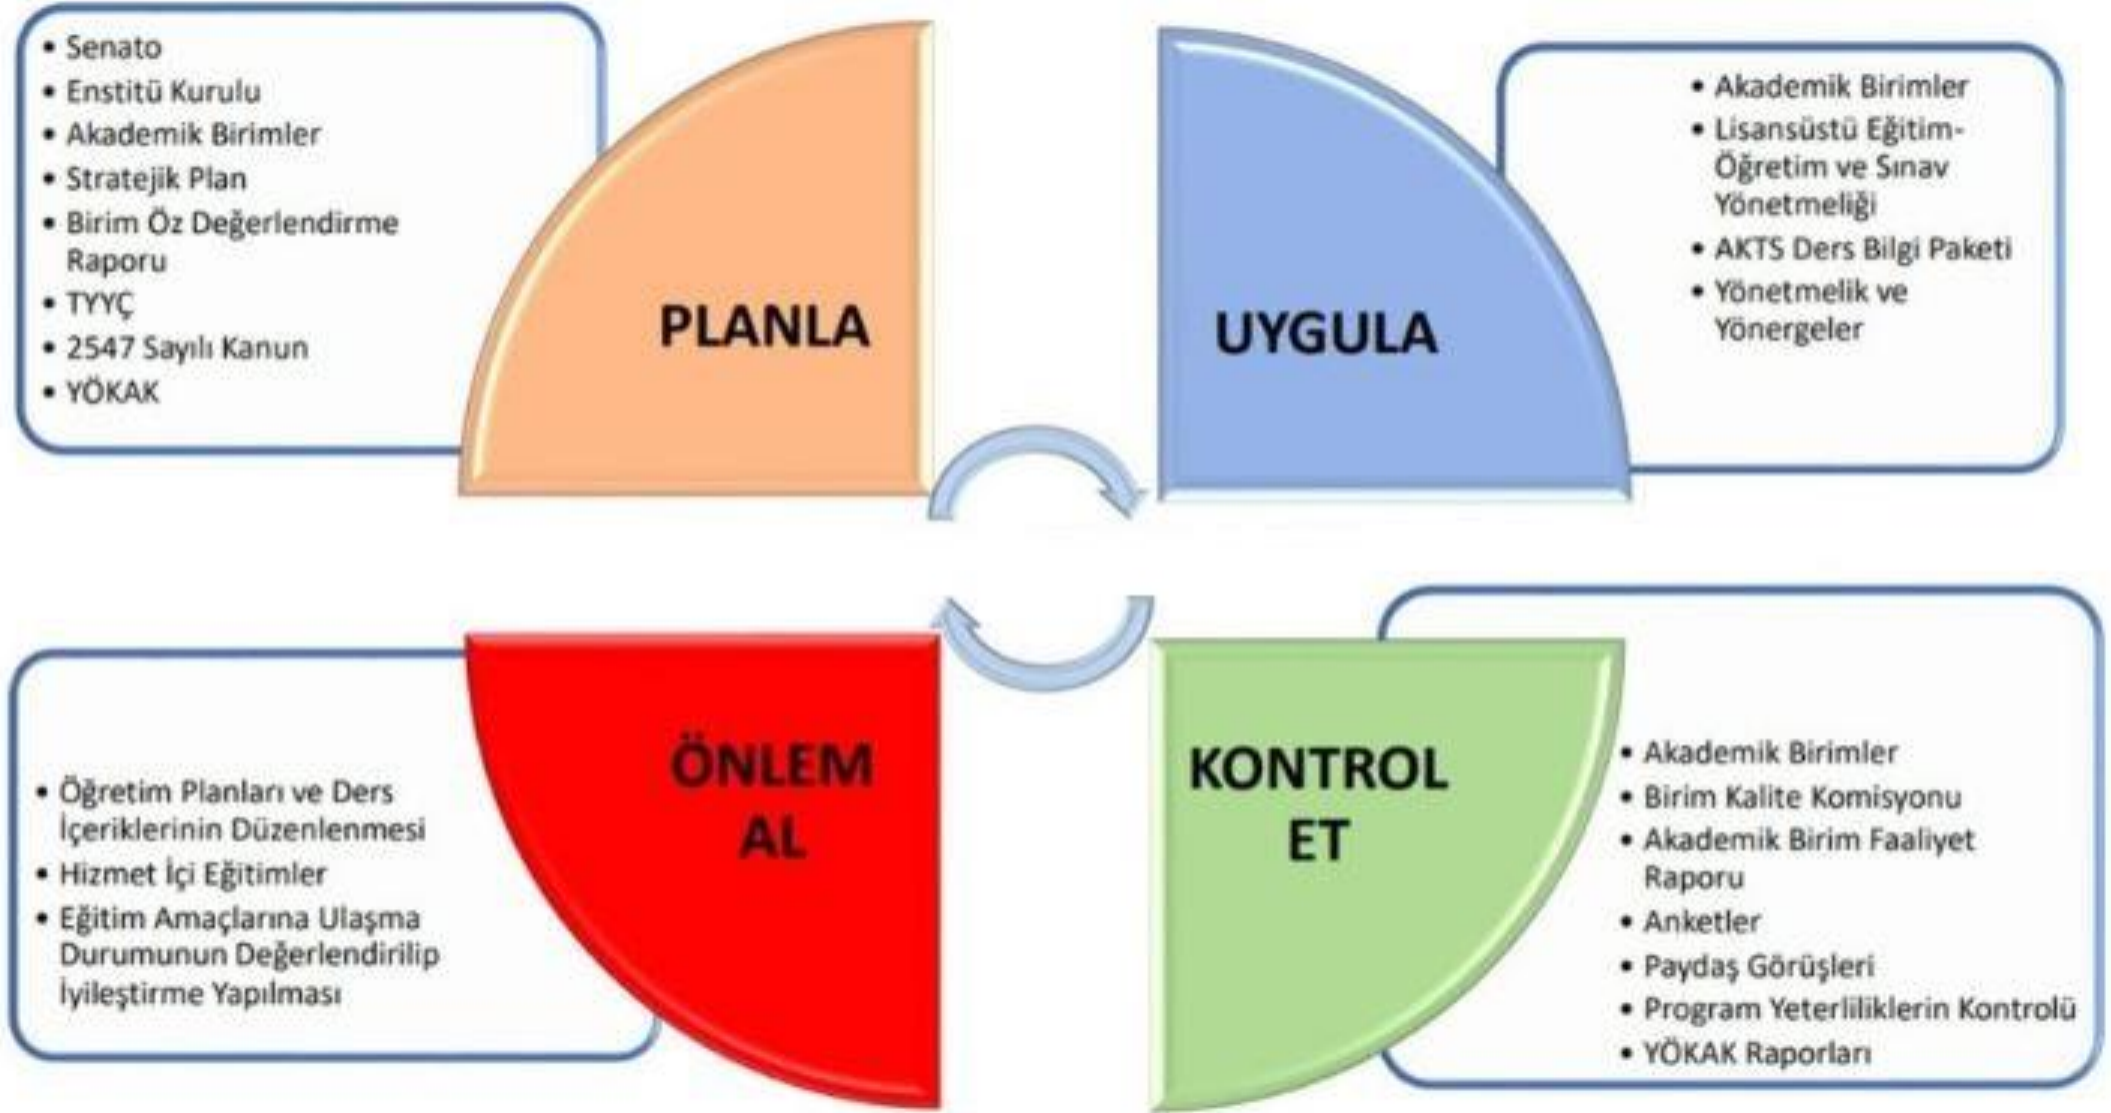 • Senato
• Enstitü Kurulu
• Akademik Birimler
• Stratejik Plan
• Birim Öz Değerlendirme
Raporu
• TYYÇ
• 2547 Sayılı Kanun
• YÖKAK
PLANLA
UYGULA
• Akademik Birimler
• Lisansüstü Eğitim-
Öğretim ve Sınav
Yönetmeliği
• AKTS Ders Bilgi Paketi
• Yönetmelik ve
Yönergeler
• Öğretim Planları ve Ders
İçeriklerinin Düzenlenmesi
• Hizmet İçi Eğitimler
• Eğitim Amaçlarına Ulaşma
Durumunun Değerlendirilip
İyileştirme Yapılması
ÖNLEM
AL
KONTROL
ET
• Akademik Birimler
• Birim Kalite Komisyonu
• Akademik Birim Faaliyet
Raporu
• Anketler
• Paydaş Görüşleri
• Program Yeterliliklerin Kontrolü
• YÖKAK Raporları